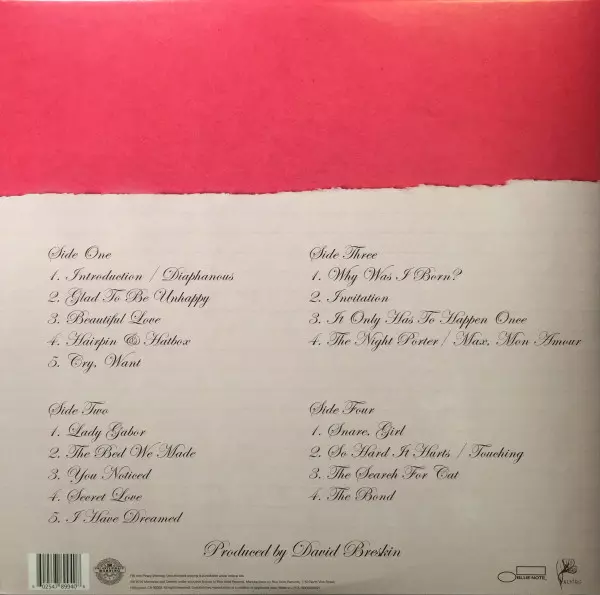 Side One
1. Introduction / Diaphanous
2. Glad To Be Unhappy
3. Beautiful Love
4. Hairpin & Hatbox
5. Cry, Want
Side Two
1. Lady Gabor
2. The Bed We Made
3. You Noticed
4. Secret Love
5. I Have Dreamed
Side Three
1. Why Was I Born?
2. Invitation
3. It Only Has To Happen Once
4. The Night Porter / Max, Mon Amour
Side Four
1. Snare, Girl
2. So Hard It Hurts / Touching
3. The Search For Cat
4. The Bond
Produced by David Breskin
BLUE NOTE